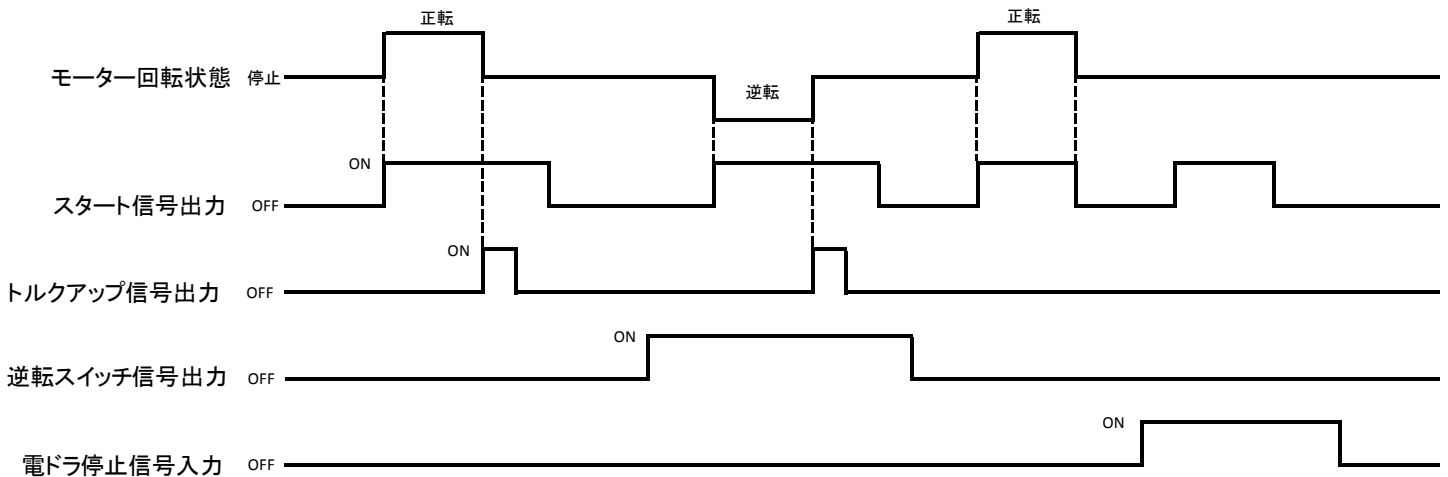 正転
正転
モーター回転状態 停止
逆転
ON
スタート信号出力 OFF
ON
トルクアップ信号出力 OFF
ON
逆転スイッチ信号出力 OFF
ON
電ドラ停止信号入力 OFF